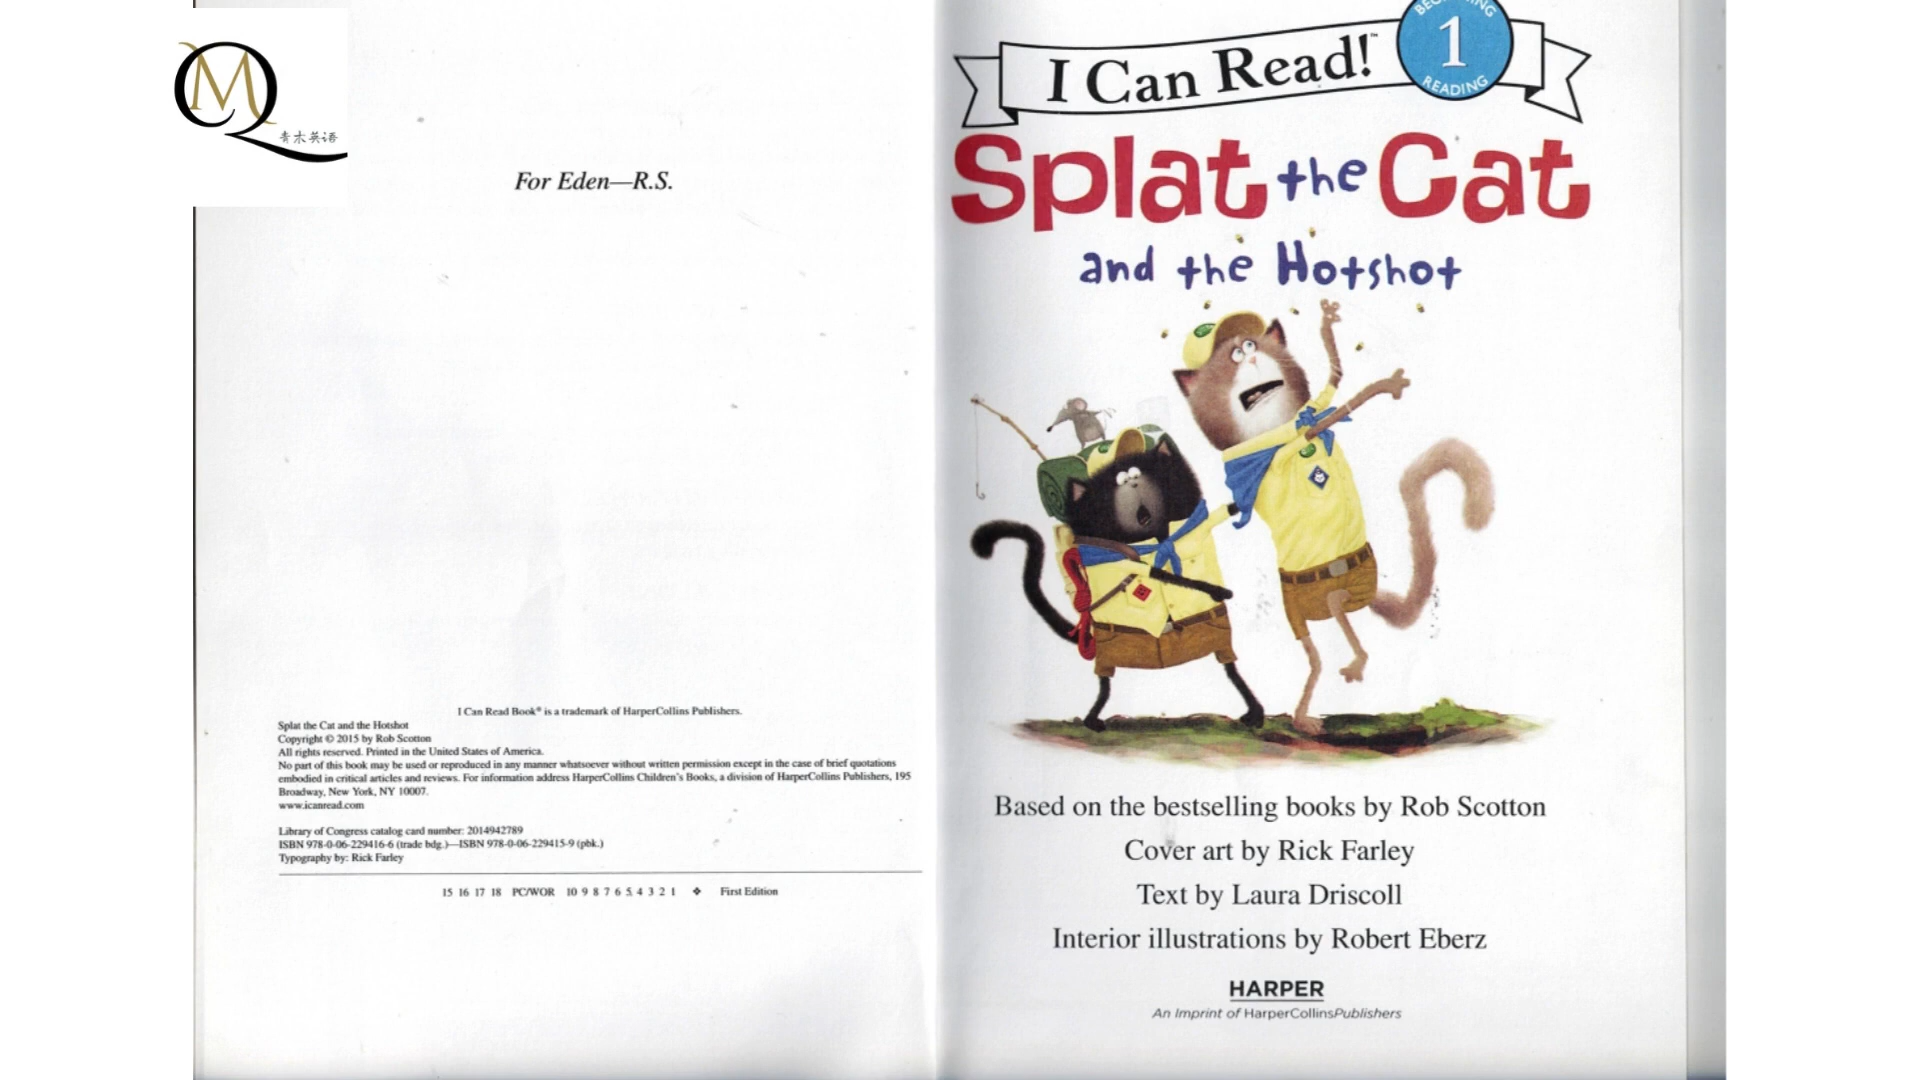 MQ
青木英语
For Eden—R.S.
I Can Read Book® is a trademark of HarperCollins Publishers.
Splat the Cat and the Hotshot
Copyright © 2015 by Rob Scotton
All rights reserved. Printed in the United States of America.
No part of this book may be used or reproduced in any manner whatsoever without written permission except in the case of brief quotations
embodied in critical articles and reviews. For information address HarperCollins Children's Books, a division of HarperCollins Publishers, 195
Broadway, New York, NY 10007.
www.icanread.com
Library of Congress catalog card number: 2014942789
ISBN 978-0-06-229416-6 (trade bdg.)—ISBN 978-0-06-229415-9 (pbk.)
Typography by: Rick Farley
15 16 17 18 PC/WOR 10 9 8 7 6 5 4 3 2 1 ❖ First Edition
BEGINNING
1
READING
I Can Read!™
Splat the Cat
and the Hotshot
Based on the bestselling books by Rob Scotton
Cover art by Rick Farley
Text by Laura Driscoll
Interior illustrations by Robert Eberz
HARPER
An Imprint of HarperCollinsPublishers